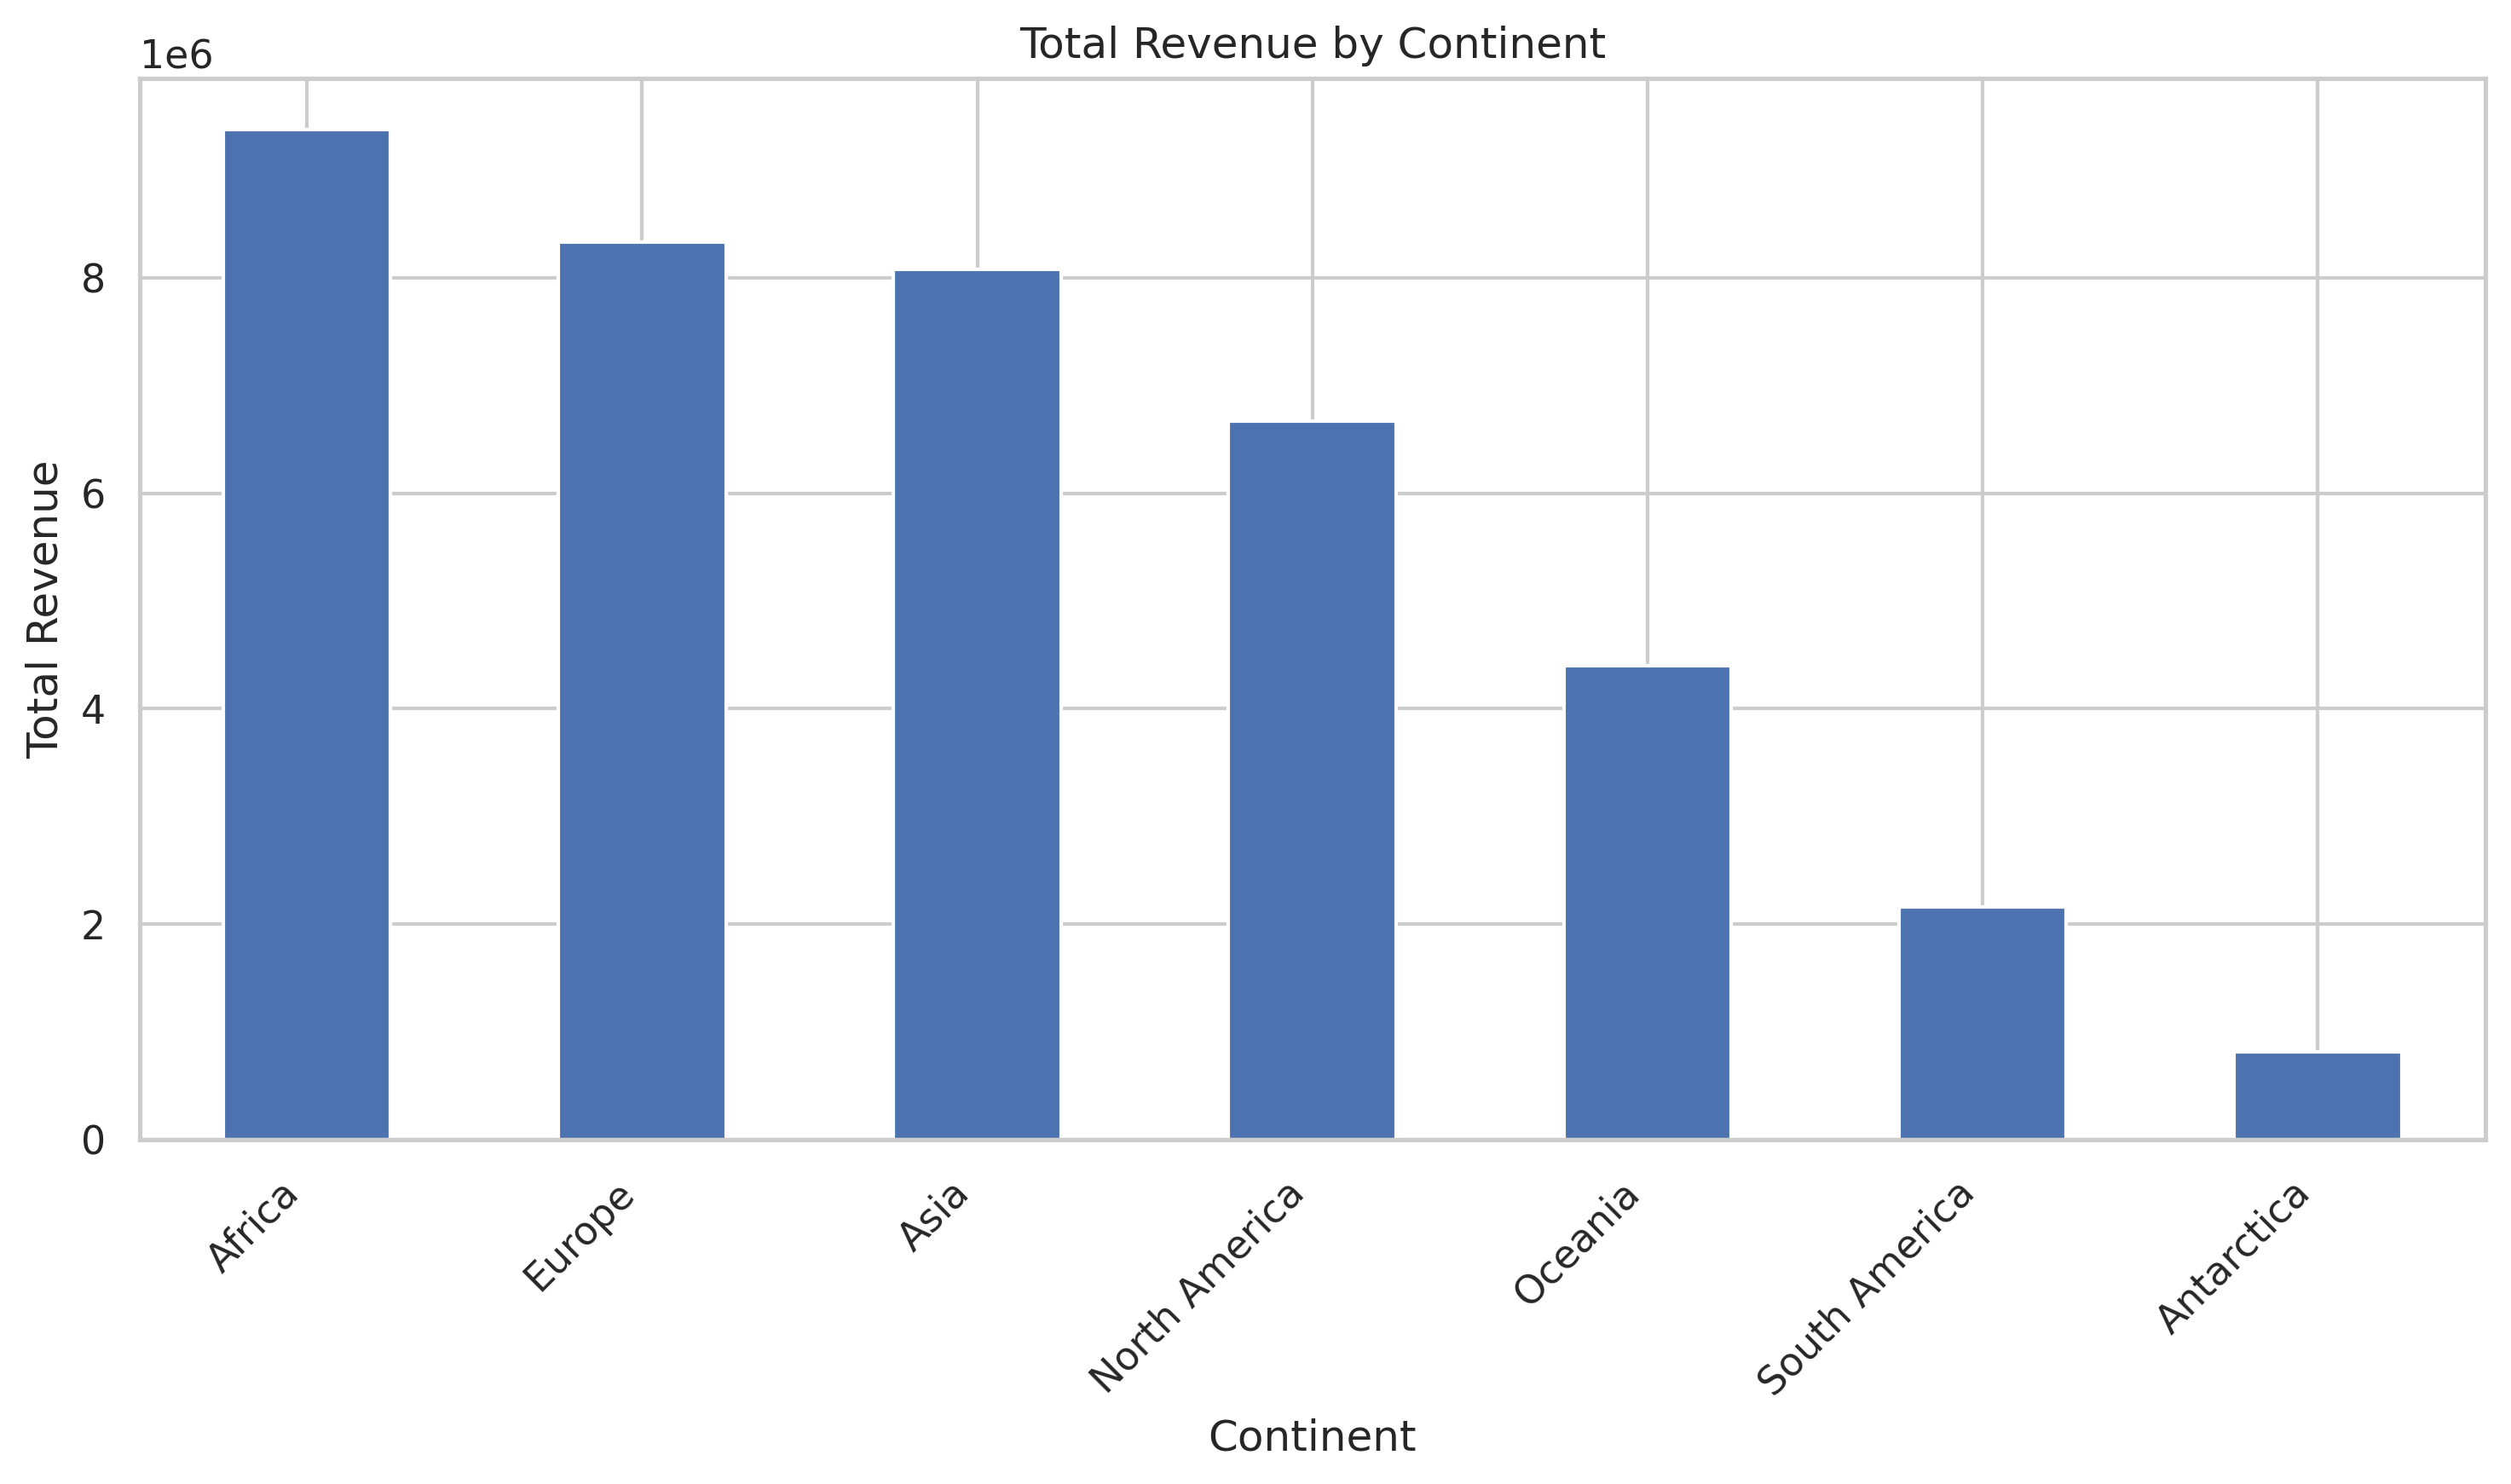 Total Revenue by Continent
1e6
8
6
4
2
0
Total Revenue
Africa
Europe
Asia
North America
Oceania
South America
Antarctica
Continent